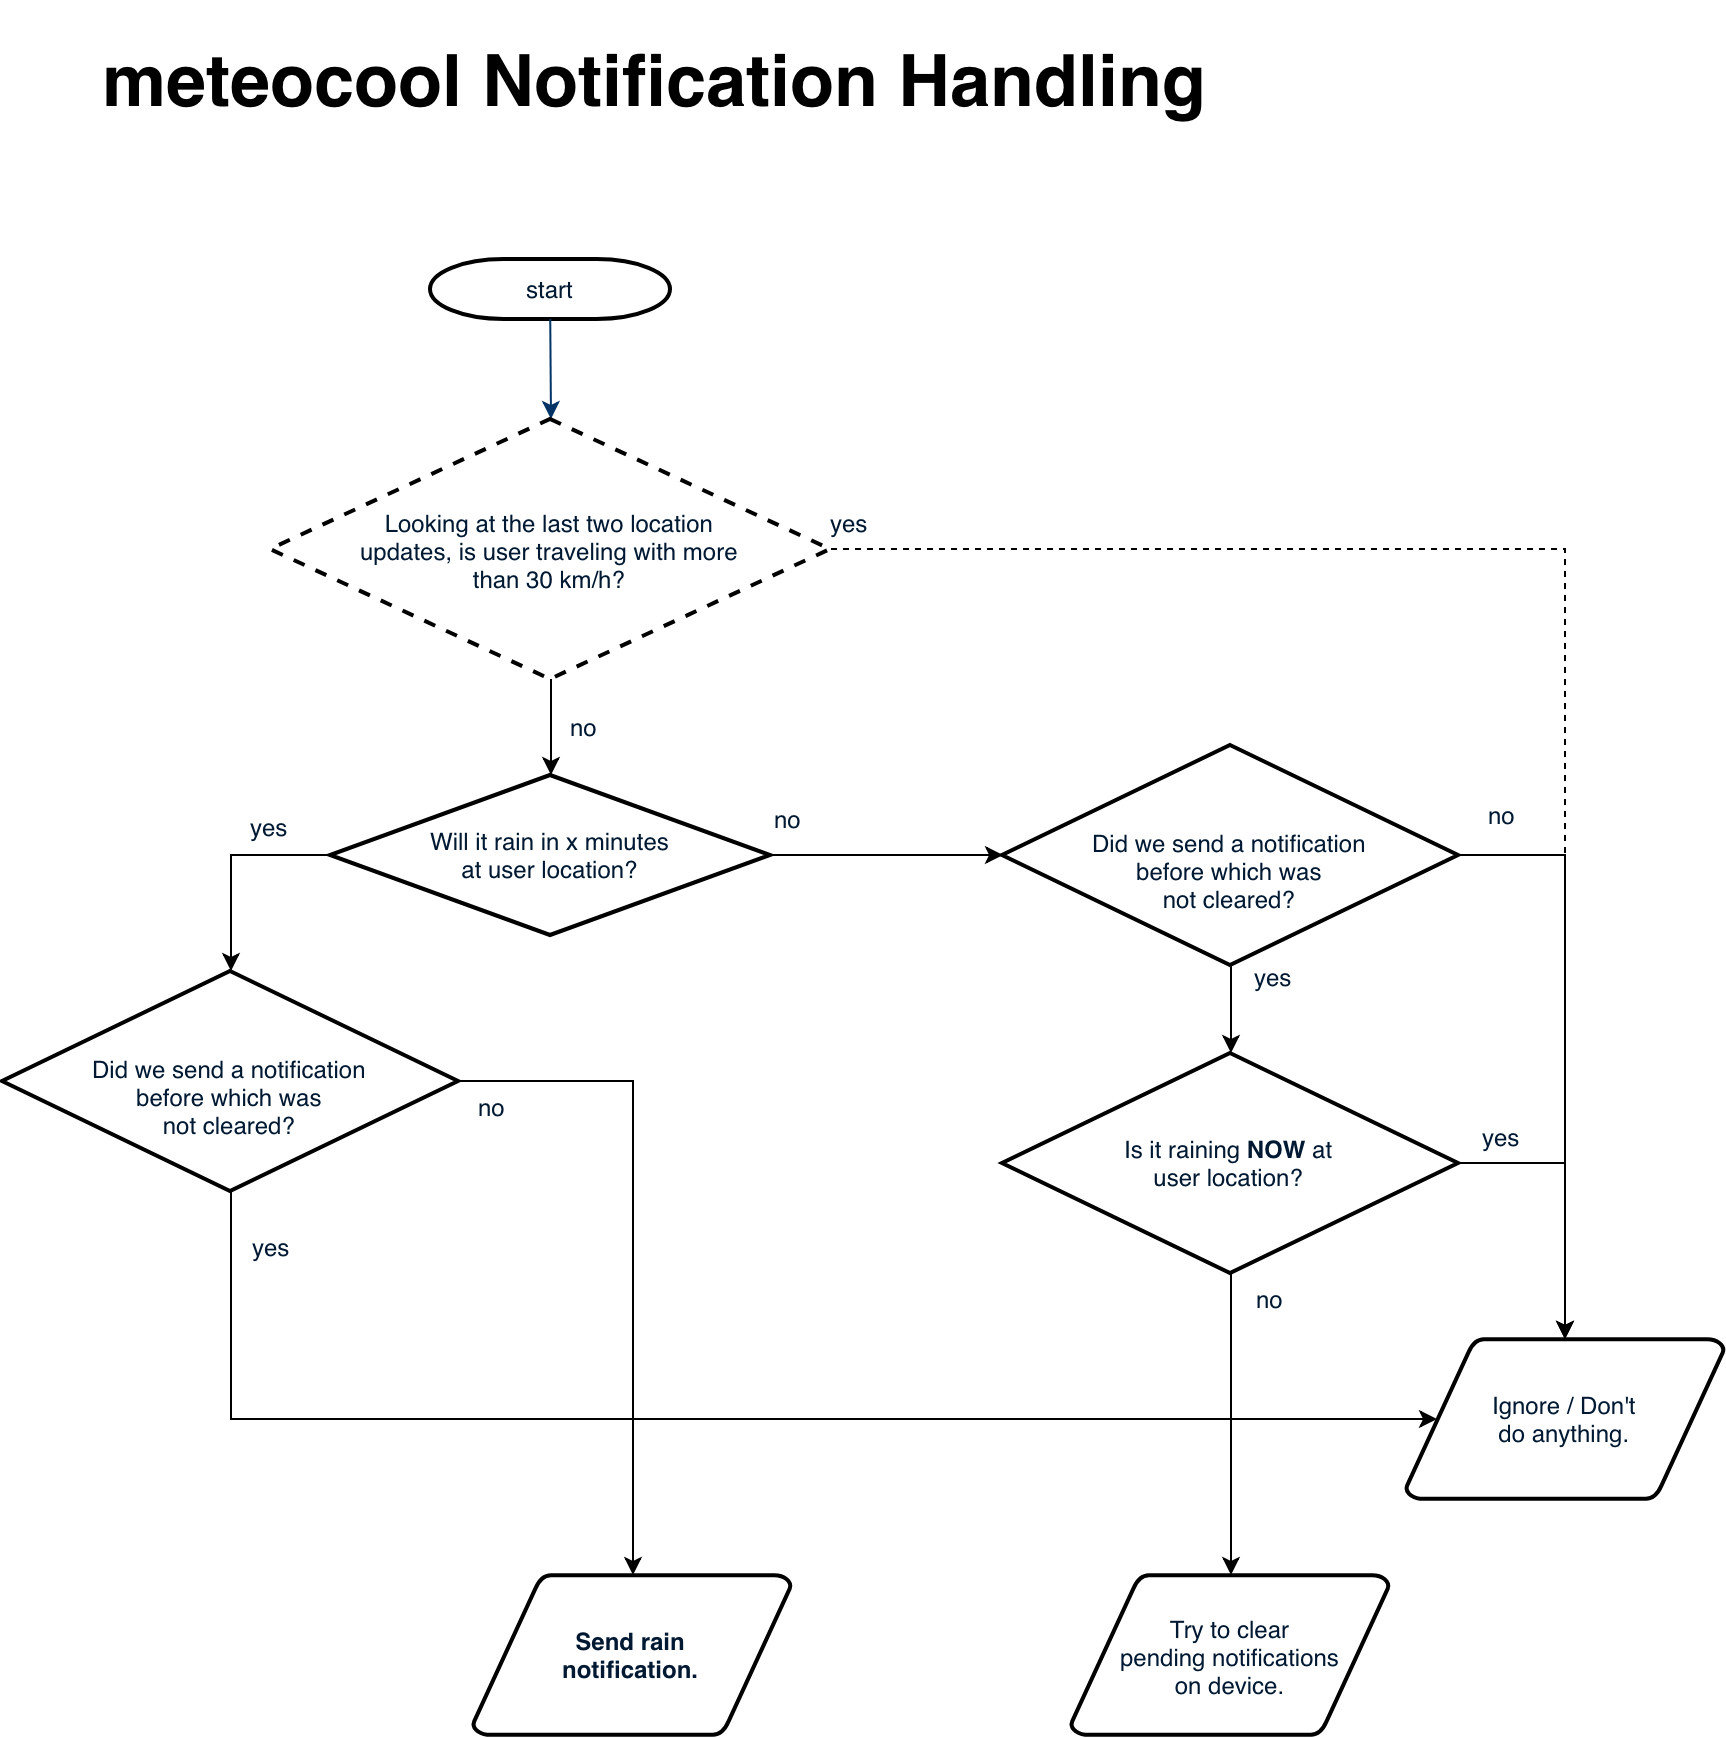 meteocool Notification Handling
start
Looking at the last two location
updates, is user traveling with more
than 30 km/h?
yes
no
Will it rain in x minutes
at user location?
yes
no
Did we send a notification
before which was
not cleared?
no
yes
Did we send a notification
before which was
not cleared?
no
yes
Is it raining NOW at
user location?
yes
no
Ignore / Don't
do anything.
Send rain
notification.
Try to clear
pending notifications
on device.